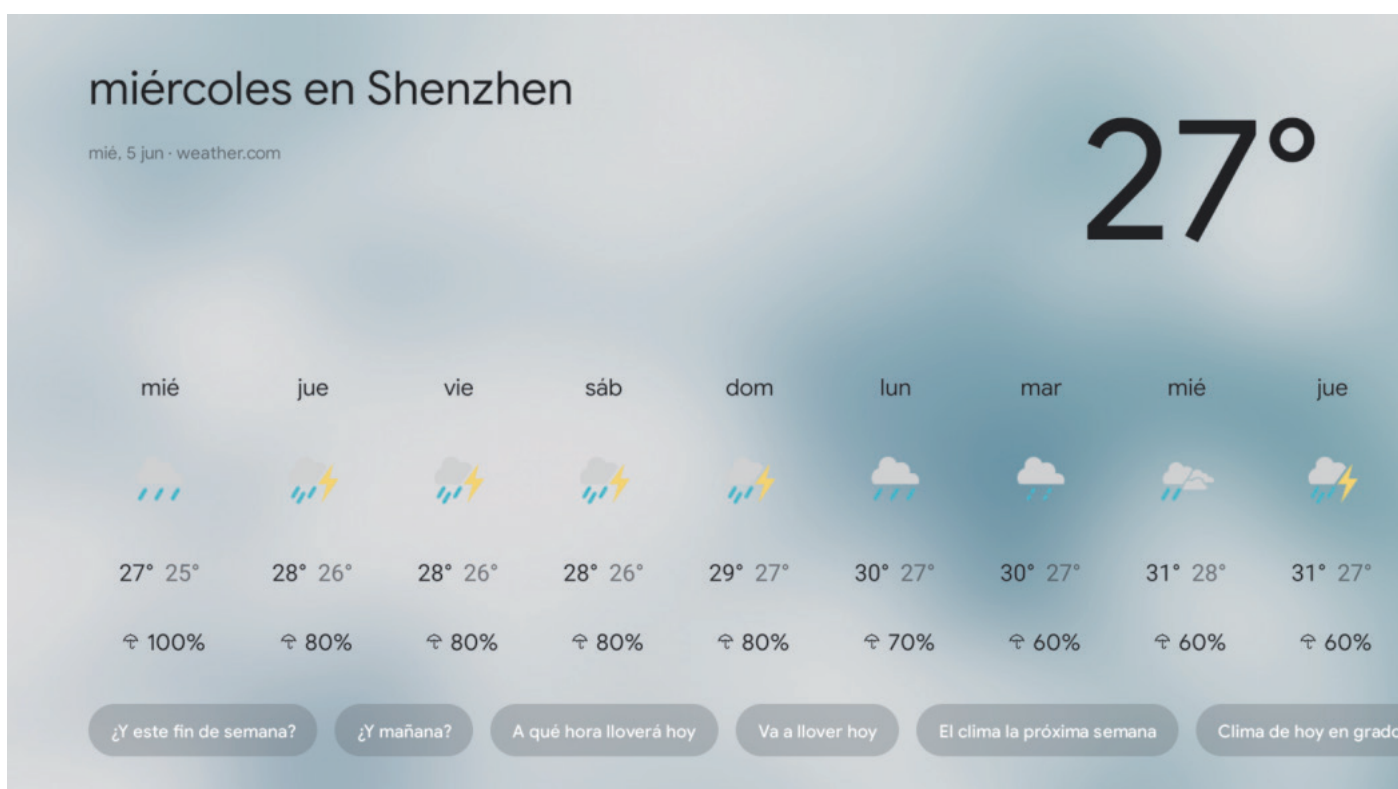 miércoles en Shenzhen
mié, 5 jun · weather.com
27°
mié jue vie sáb dom lun mar mié jue
27° 25° 28° 26° 28° 26° 28° 26° 29° 27° 30° 27° 30° 27° 31° 28° 31° 27°
100% 80% 80% 80% 80% 70% 60% 60% 60%
¿Y este fin de semana? ¿Y mañana? A qué hora lloverá hoy Va a llover hoy El clima la próxima semana Clima de hoy en grado